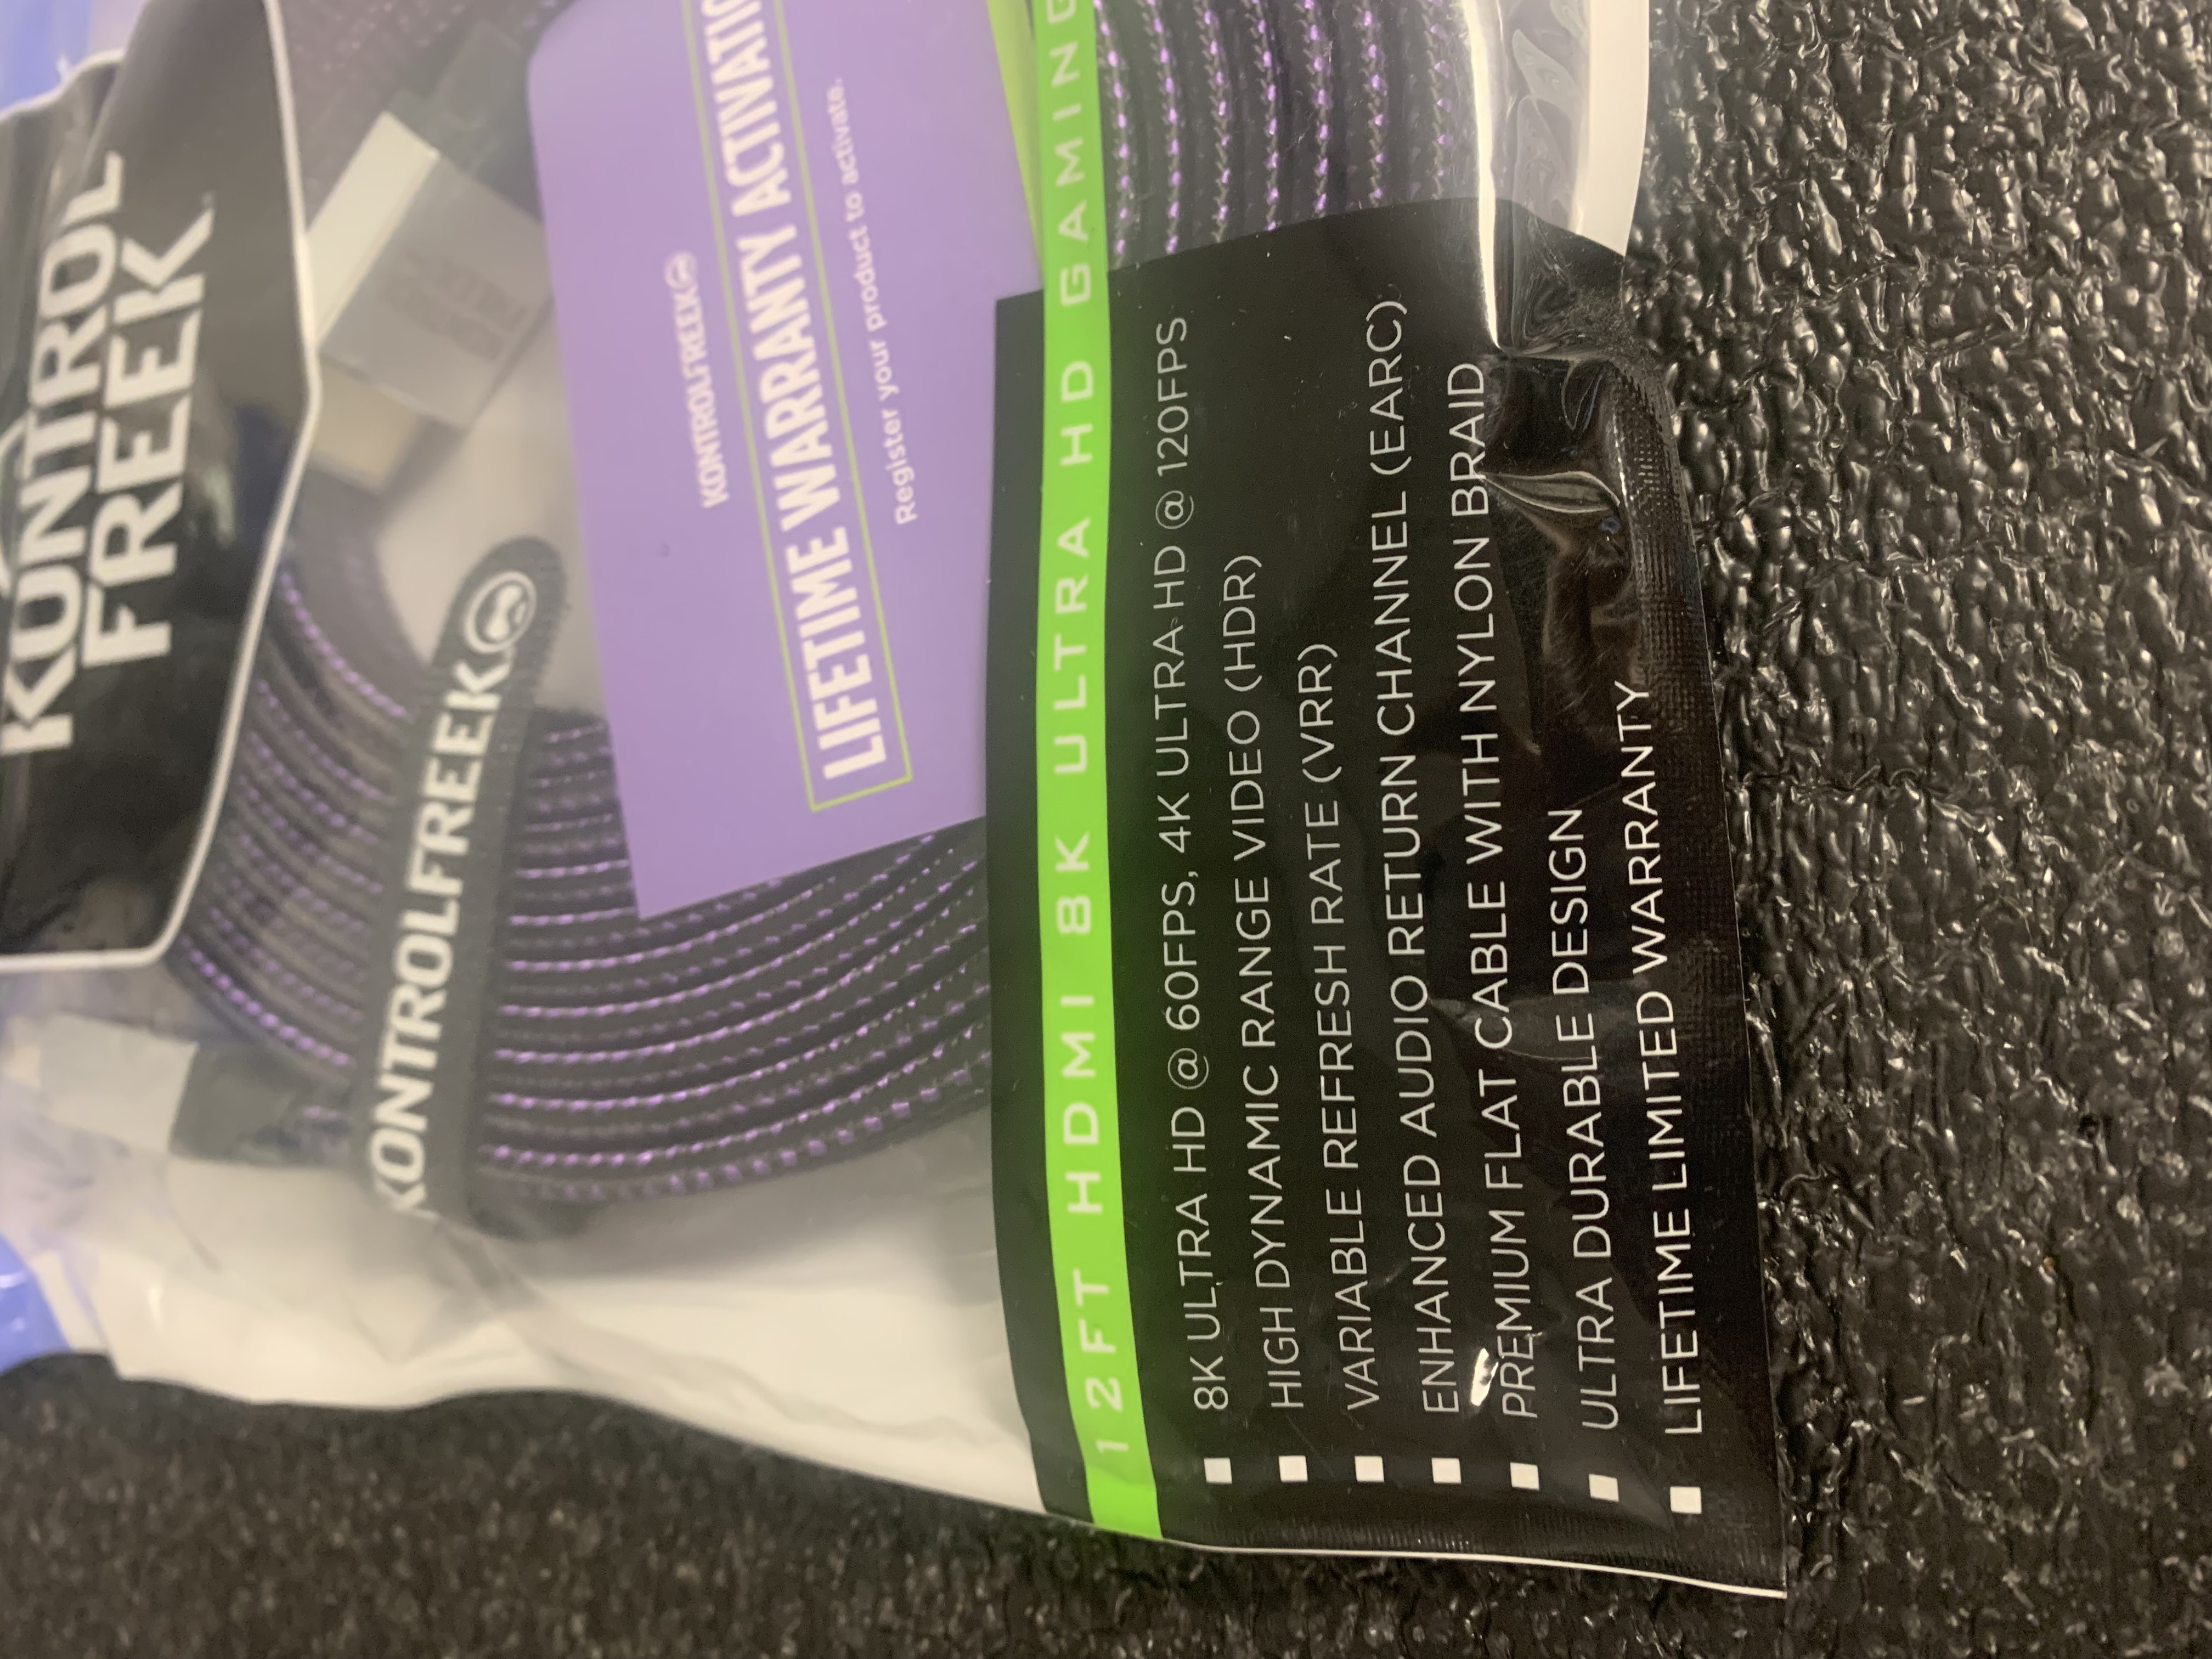 KONTROL
FREEK
KONTROLFREEK
KONTROLFREEK
LIFETIME WARRANTY
Register your product to activate.
12FT HDMI 8K ULTRA HD GAMING
8K ULTRA HD @ 60FPS, 4K ULTRA HD @ 120FPS
HIGH DYNAMIC RANGE VIDEO (HDR)
VARIABLE REFRESH RATE (VRR)
ENHANCED AUDIO RETURN CHANNEL (EARC)
PREMIUM FLAT CABLE WITH NYLON BRAID
ULTRA DURABLE DESIGN
LIFETIME LIMITED WARRANTY